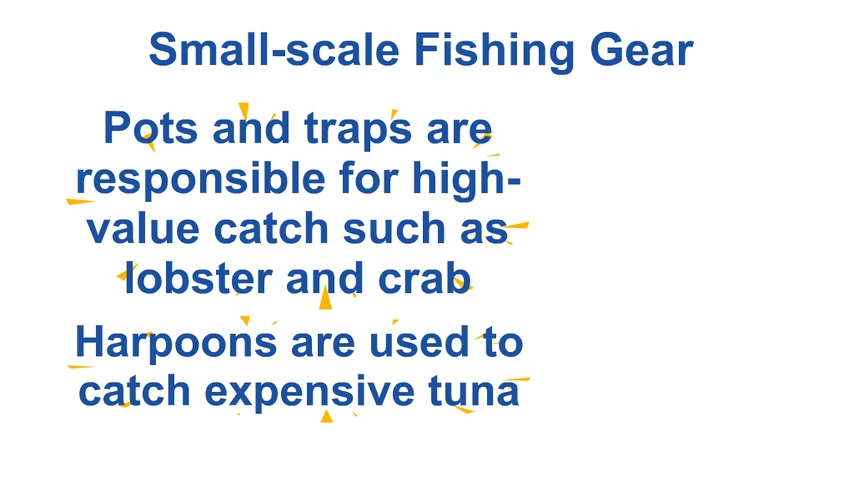 Small-scale Fishing Gear
Pots and traps are
responsible for high-
value catch such as
lobster and crab
Harpoons are used to
catch expensive tuna